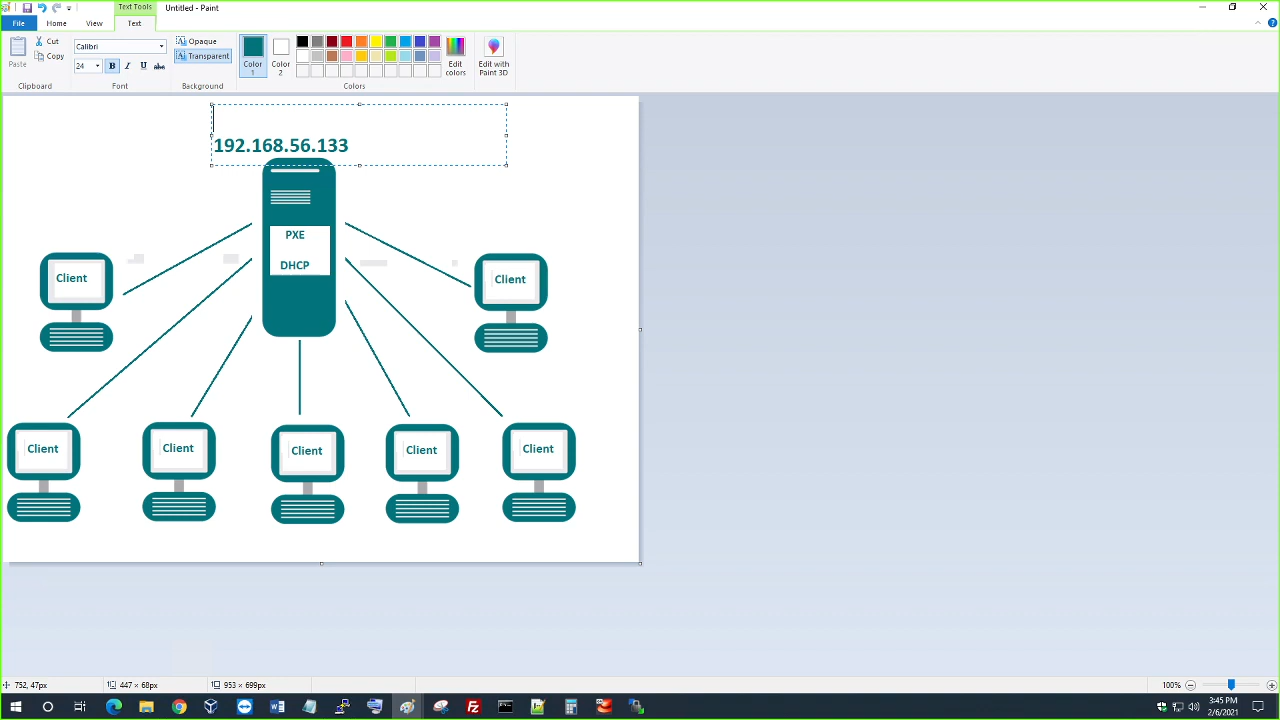 Text Tools
Untitled - Paint
File
Home
View
Text
Paste
Cut
Copy
Clipboard
Calibri
24
B
I
U
abc
Font
Opaque
Transparent
Background
Color
1
Color
2
Edit
colors
Colors
Edit with
Paint 3D
192.168.56.133
PXE
DHCP
Client
Client
Client
Client
Client
Client
Client
752, 47px
447 × 68px
953 × 699px
100%
3:45 PM
2/6/2021